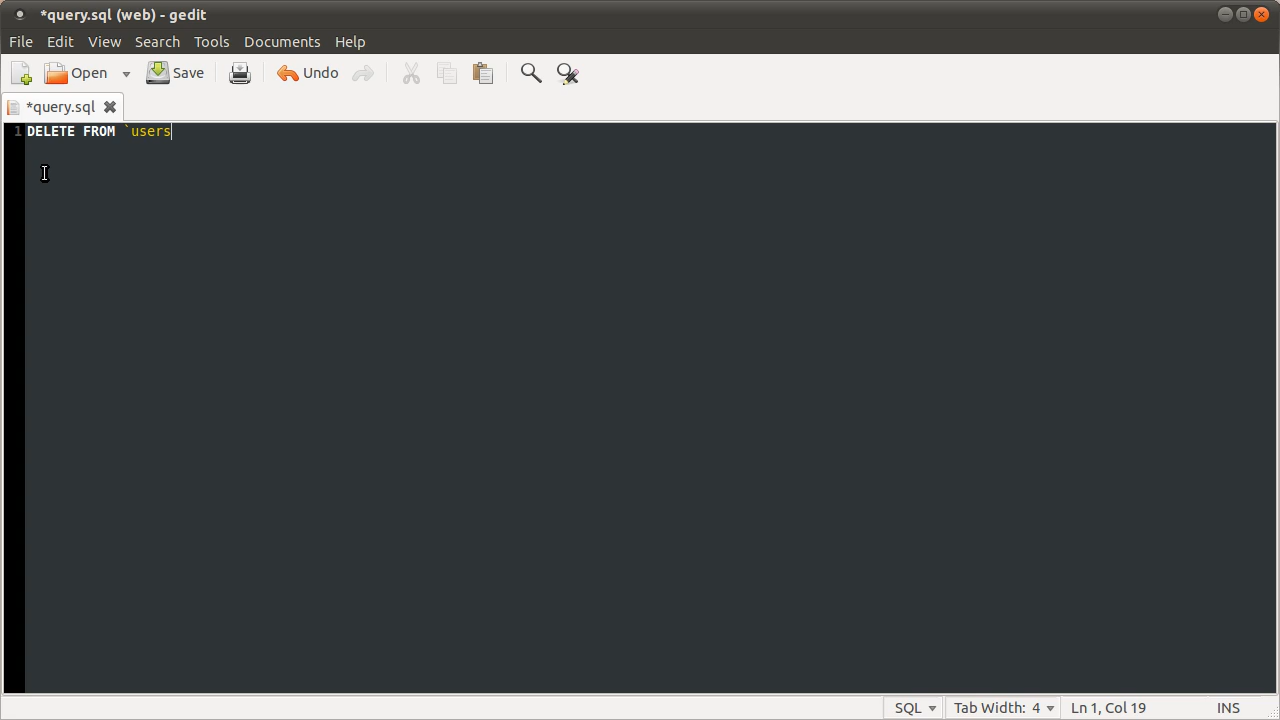 *query.sql (web) - gedit
File Edit View Search Tools Documents Help
Open Save Undo
*query.sql
1 DELETE FROM `users
SQL Tab Width: 4 Ln 1, Col 19 INS